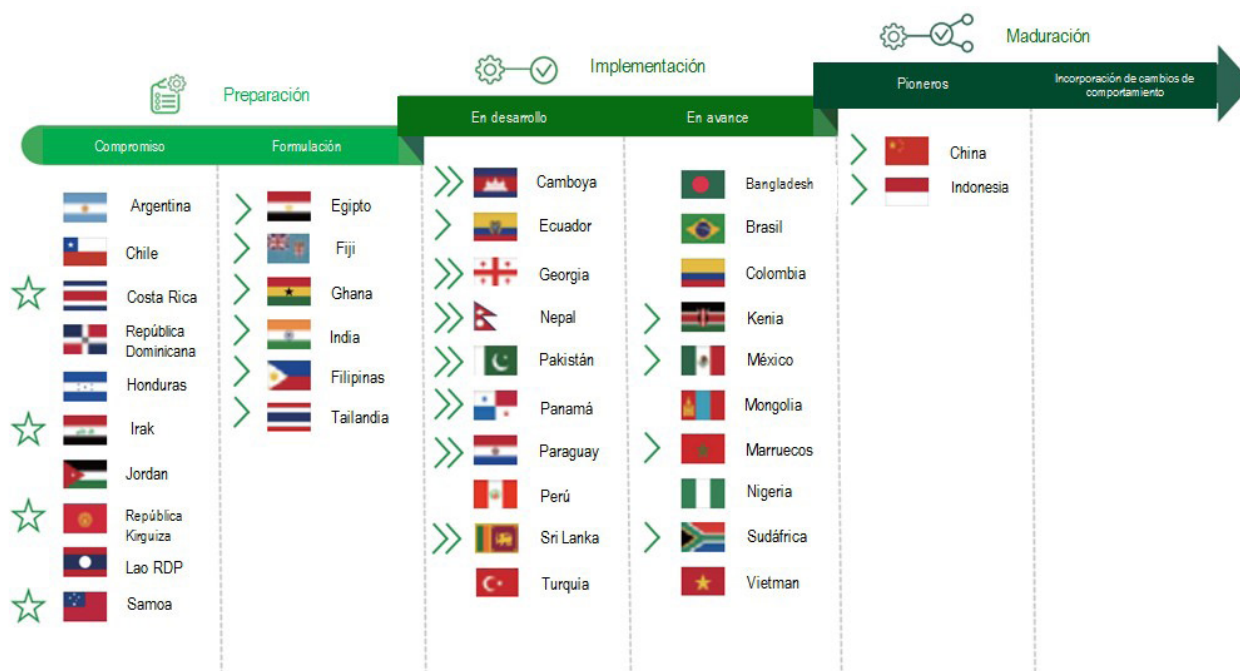 Preparación
Implementación
Maduración
Compromiso
Formulación
En desarrollo
En avance
Pioneros
Incorporación de cambios de
comportamiento
Argentina
Chile
Costa Rica
República
Dominicana
Honduras
Irak
Jordan
República
Kirguiza
Lao RDP
Samoa
Egipto
Fiji
Ghana
India
Filipinas
Tailandia
Camboya
Ecuador
Georgia
Nepal
Pakistán
Panamá
Paraguay
Perú
Sri Lanka
Turquia
Bangladesh
Brasil
Colombia
Kenia
México
Mongolia
Marruecos
Nigeria
Sudáfrica
Vietman
China
Indonesia